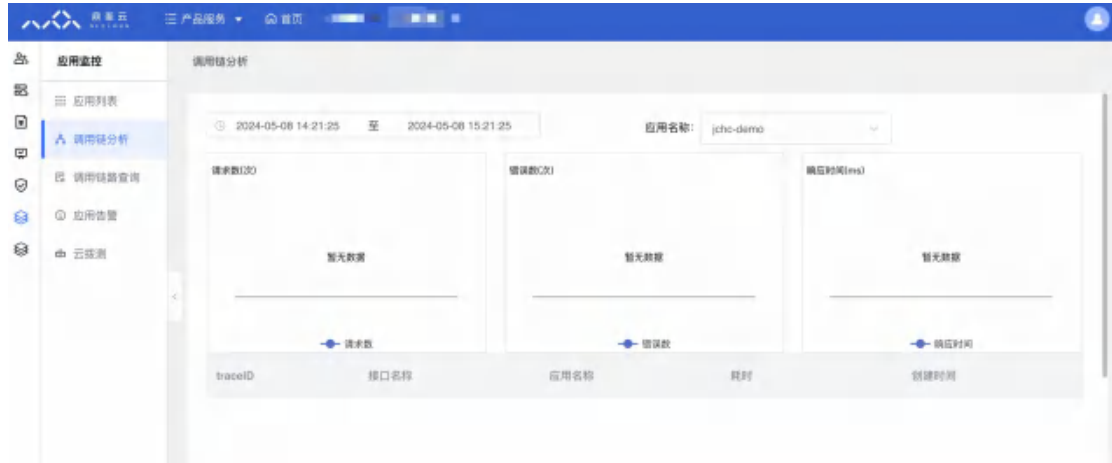 产品服务 首页
应用监控
调用链分析
应用列表
2024-05-08 14:21:25 至 2024-05-08 15:21:25 应用名称: jchc-demo
调用链分析
请求数(次) 错误数(次) 响应时间(ms)
调用链路查询
应用告警
云拨测
暂无数据 暂无数据 暂无数据
请求数 错误数 响应时间
traceID 接口名称 应用名称 耗时 创建时间